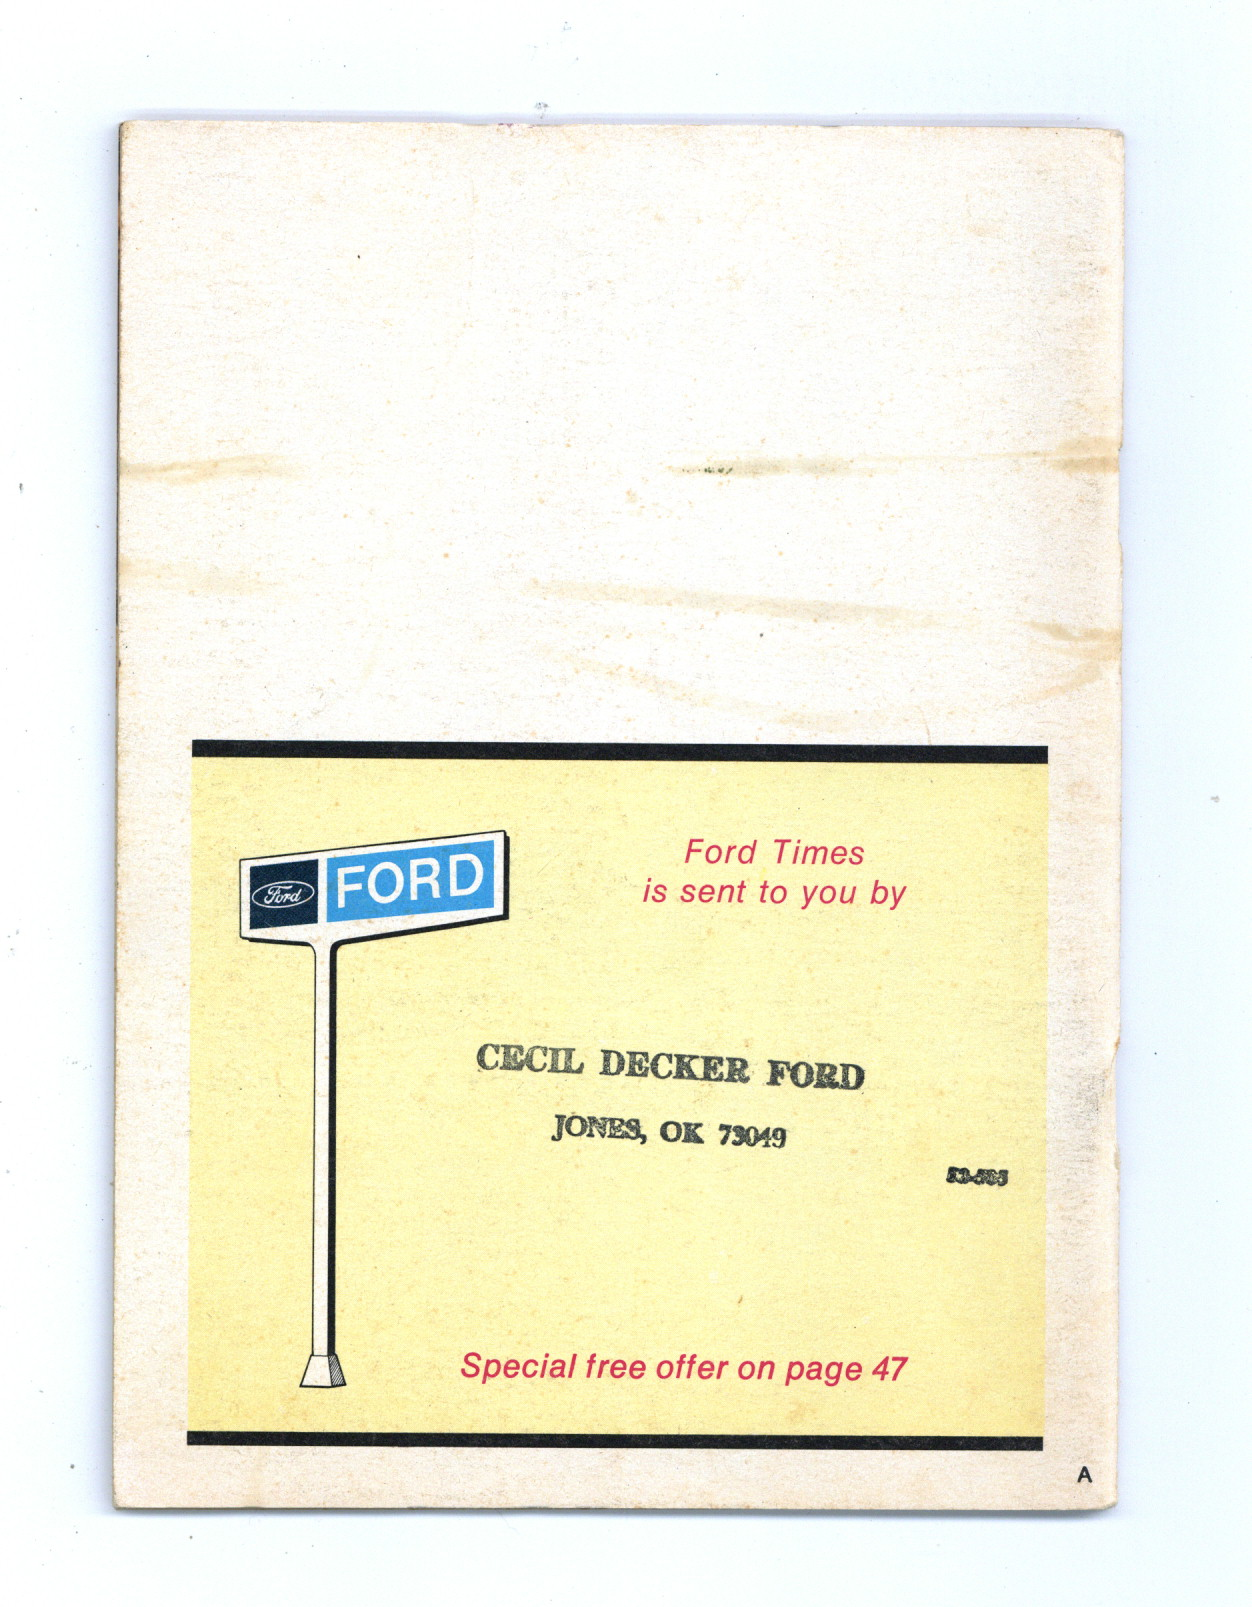 Ford
FORD
Ford Times
is sent to you by
CECIL DECKER FORD
JONES, OK 73049
Special free offer on page 47
A